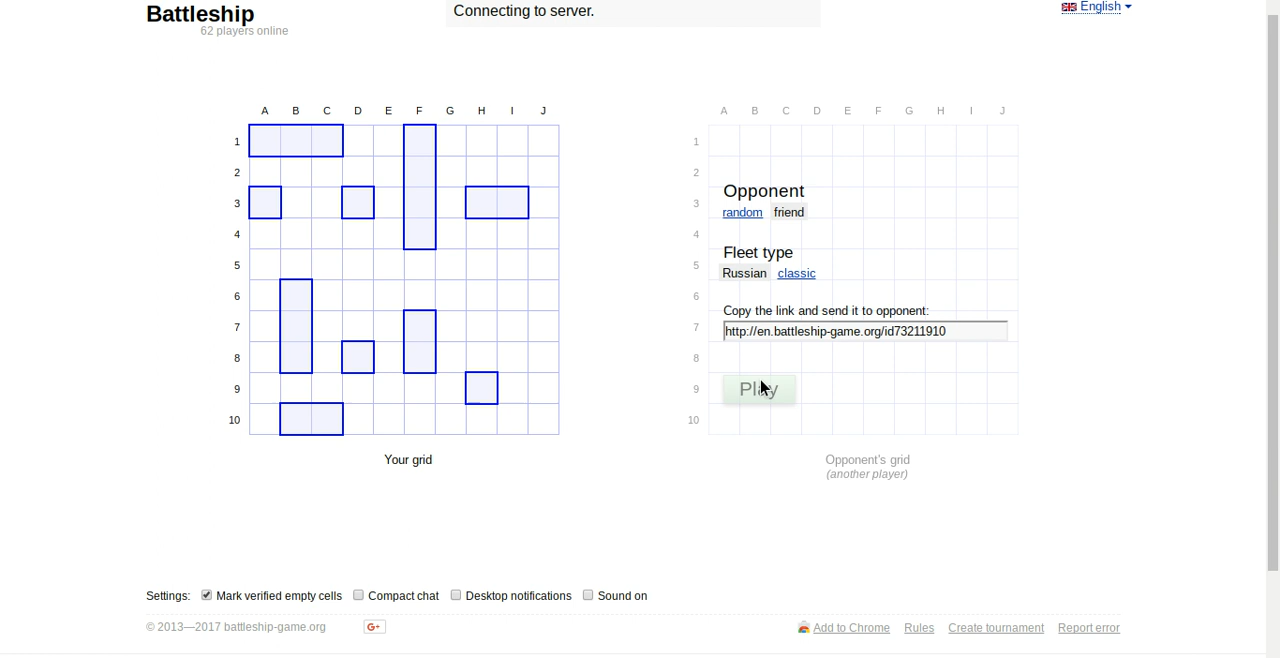 Battleship
62 players online
Connecting to server.
English
A B C D E F G H I J
1
2
3
4
5
6
7
8
9
10
Your grid
A B C D E F G H I J
1
2
3
4
5
6
7
8
9
10
Opponent
random friend
Fleet type
Russian classic
Copy the link and send it to opponent:
http://en.battleship-game.org/id73211910
Play
Opponent's grid
(another player)
Settings: Mark verified empty cells Compact chat Desktop notifications Sound on
© 2013—2017 battleship-game.org G+ Add to Chrome Rules Create tournament Report error